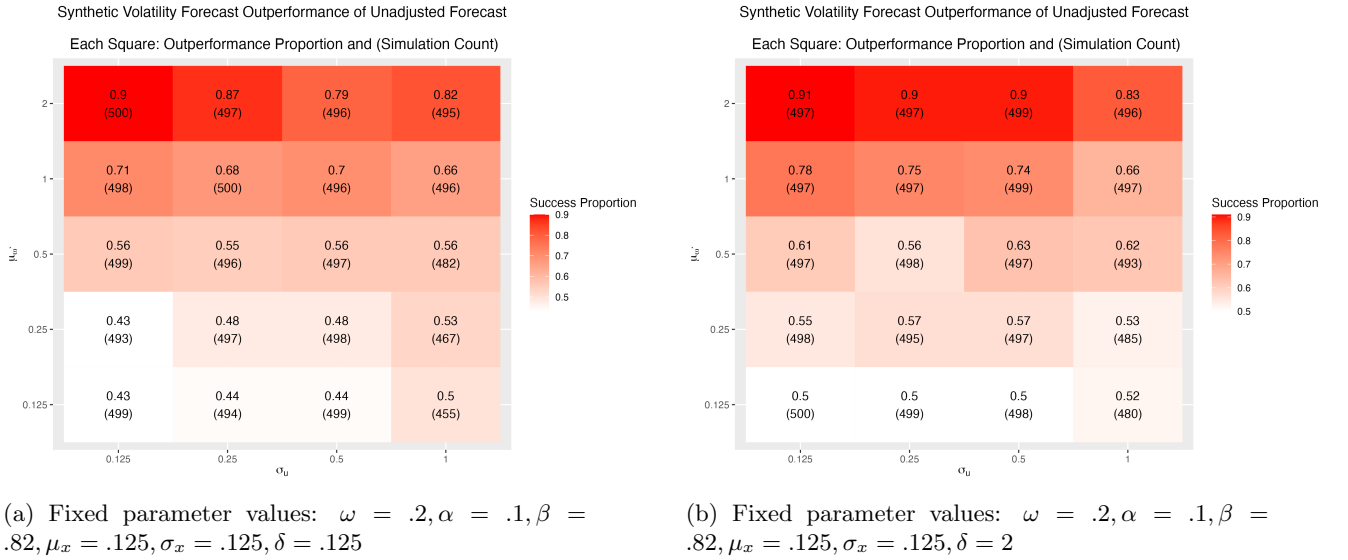 Synthetic Volatility Forecast Outperformance of Unadjusted Forecast
Each Square: Outperformance Proportion and (Simulation Count)
2
0.9 0.87 0.79 0.82
(500) (497) (496) (495)
1
0.71 0.68 0.7 0.66
(498) (500) (496) (496)
0.5
0.56 0.55 0.56 0.56
(499) (496) (497) (482)
0.25
0.43 0.48 0.48 0.53
(493) (497) (498) (467)
0.125
0.43 0.44 0.44 0.5
(499) (494) (499) (455)
0.125 0.25 0.5 1
σu
Success Proportion
0.9
0.8
0.7
0.6
0.5
(a) Fixed parameter values: ω = .2, α = .1, β =
.82, μx = .125, σx = .125, δ = .125
Synthetic Volatility Forecast Outperformance of Unadjusted Forecast
Each Square: Outperformance Proportion and (Simulation Count)
2
0.91 0.9 0.9 0.83
(497) (497) (499) (496)
1
0.78 0.75 0.74 0.66
(497) (497) (499) (497)
0.5
0.61 0.56 0.63 0.62
(497) (498) (497) (493)
0.25
0.55 0.57 0.57 0.53
(498) (495) (497) (485)
0.125
0.5 0.5 0.5 0.52
(500) (499) (498) (480)
0.125 0.25 0.5 1
σu
Success Proportion
0.9
0.8
0.7
0.6
0.5
(b) Fixed parameter values: ω = .2, α = .1, β =
.82, μx = .125, σx = .125, δ = 2